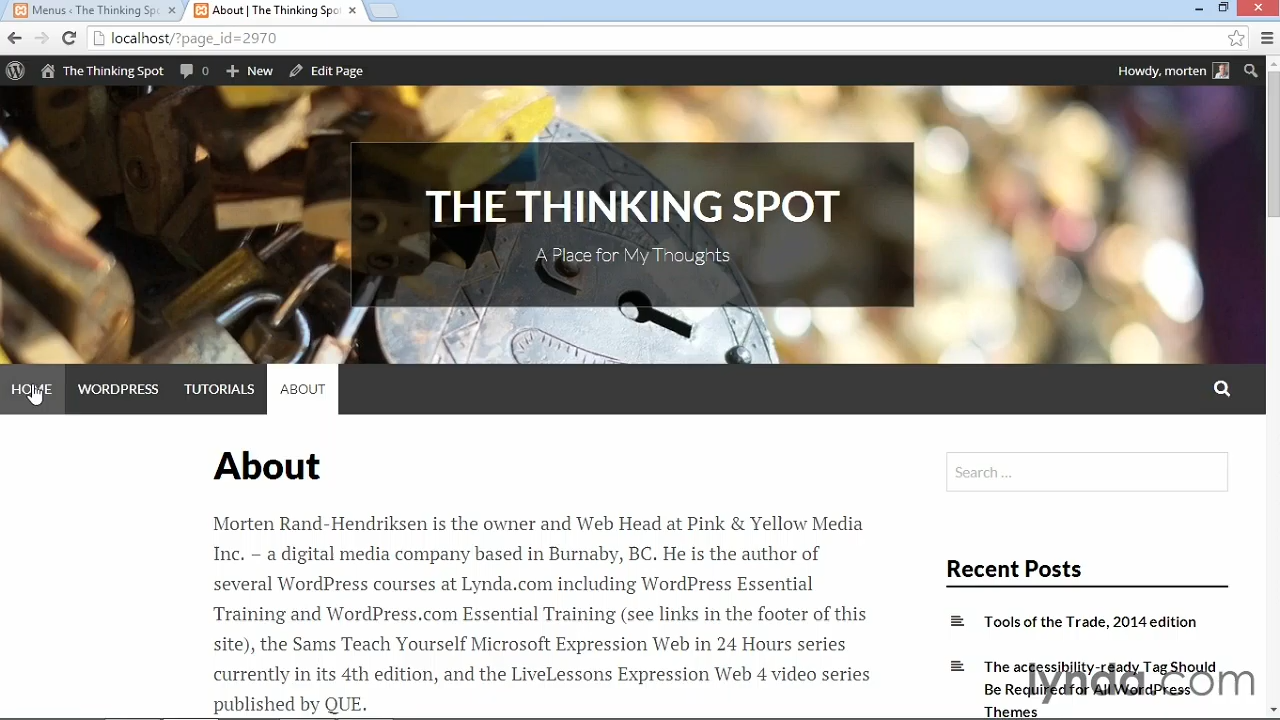 Menus ‹ The Thinking Spo
About | The Thinking Spot
localhost/?page_id=2970
The Thinking Spot
0
New
Edit Page
Howdy, morten
THE THINKING SPOT
A Place for My Thoughts
HOME
WORDPRESS
TUTORIALS
ABOUT
About
Morten Rand-Hendriksen is the owner and Web Head at Pink & Yellow Media
Inc. – a digital media company based in Burnaby, BC. He is the author of
several WordPress courses at Lynda.com including WordPress Essential
Training and WordPress.com Essential Training (see links in the footer of this
site), the Sams Teach Yourself Microsoft Expression Web in 24 Hours series
currently in its 4th edition, and the LiveLessons Expression Web 4 video series
published by QUE.
Search ...
Recent Posts
Tools of the Trade, 2014 edition
The accessibility-ready Tag Should
Be Required for All WordPress
Themes
lynda.com